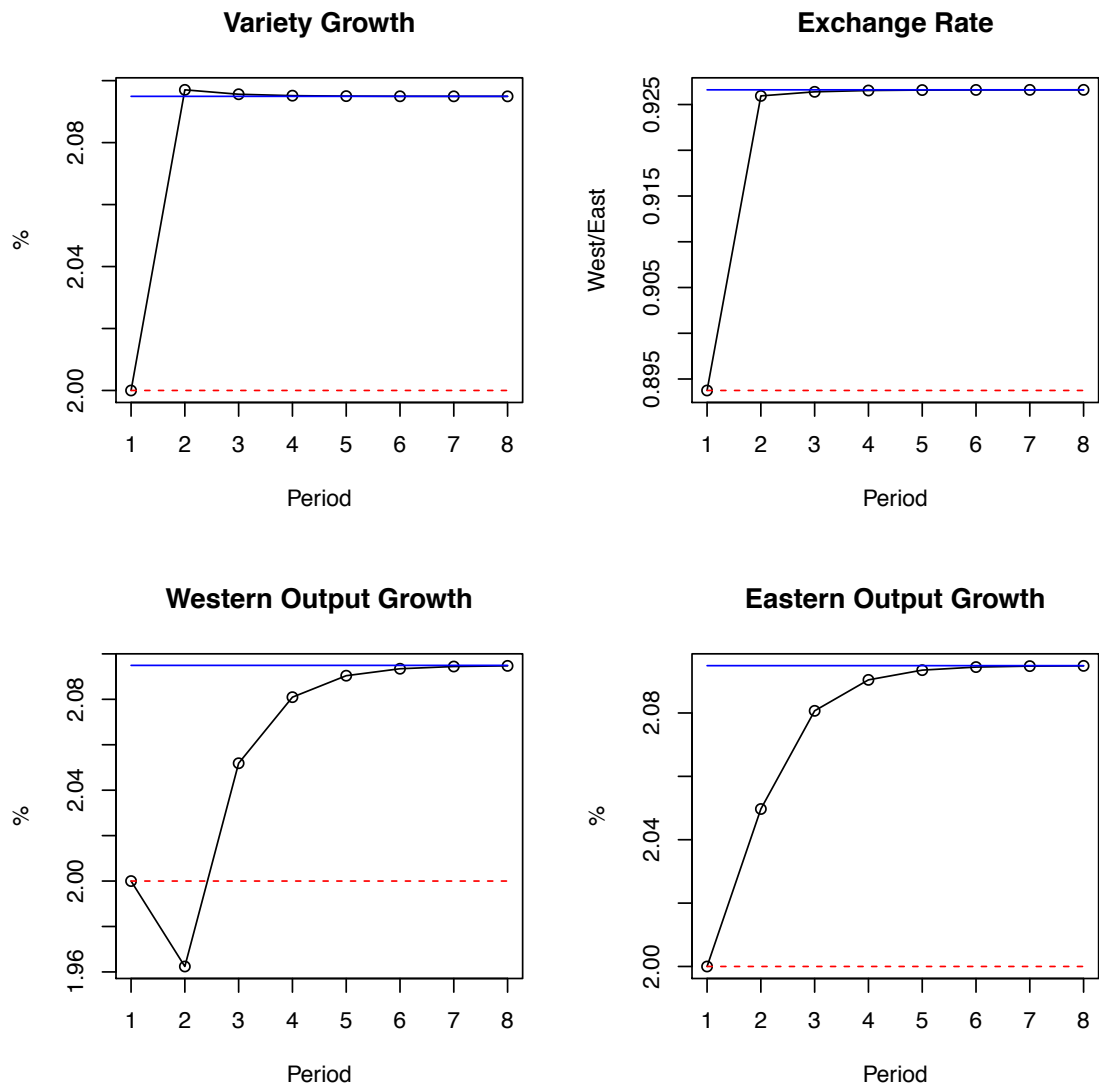 Variety Growth
%
2.00 2.04 2.08
1 2 3 4 5 6 7 8
Period
Exchange Rate
West/East
0.895 0.905 0.915 0.925
1 2 3 4 5 6 7 8
Period
Western Output Growth
%
1.96 2.00 2.04 2.08
1 2 3 4 5 6 7 8
Period
Eastern Output Growth
%
2.00 2.04 2.08
1 2 3 4 5 6 7 8
Period